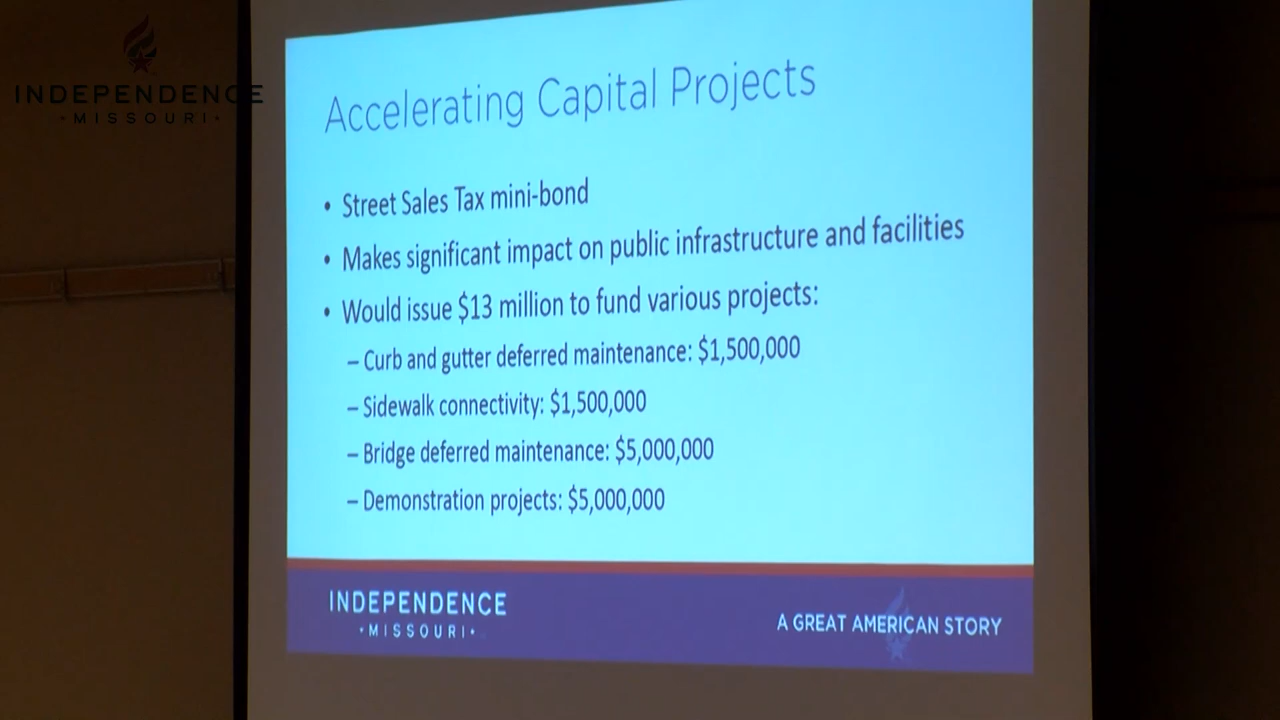 INDEPENDENCE
• MISSOURI •
Accelerating Capital Projects
• Street Sales Tax mini-bond
• Makes significant impact on public infrastructure and facilities
• Would issue $13 million to fund various projects:
– Curb and gutter deferred maintenance: $1,500,000
– Sidewalk connectivity: $1,500,000
– Bridge deferred maintenance: $5,000,000
– Demonstration projects: $5,000,000
INDEPENDENCE
• MISSOURI •
A GREAT AMERICAN STORY